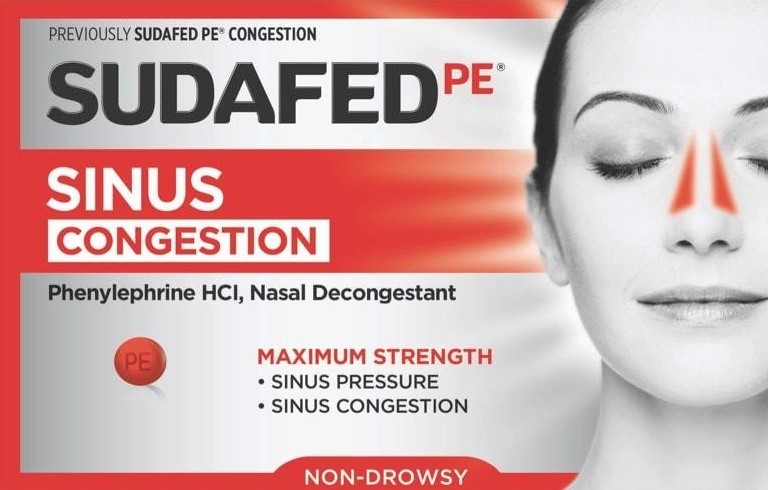 PREVIOUSLY SUDAFED PE® CONGESTION
SUDAFED PE®
SINUS
CONGESTION
Phenylephrine HCl, Nasal Decongestant
PE
MAXIMUM STRENGTH
• SINUS PRESSURE
• SINUS CONGESTION
NON-DROWSY